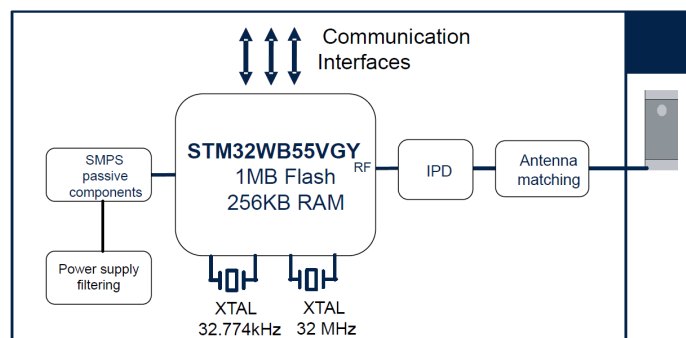 Communication
Interfaces
STM32WB55VGY
1MB Flash
256KB RAM
RF
IPD
Antenna
matching
SMPS
passive
components
Power supply
filtering
XTAL
32.774kHz
XTAL
32 MHz